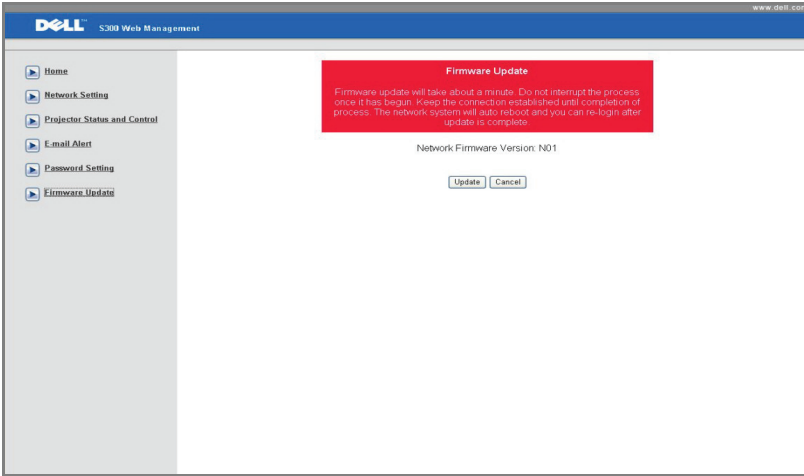 www.dell.com
DELL S300 Web Management
Home
Network Setting
Projector Status and Control
E-mail Alert
Password Setting
Firmware Update
Firmware Update
Firmware update will take about a minute. Do not interrupt the process
once it has begun. Keep the connection established until completion of
process. The network system will auto reboot and you can re-login after
update is complete.
Network Firmware Version: N01
Update Cancel